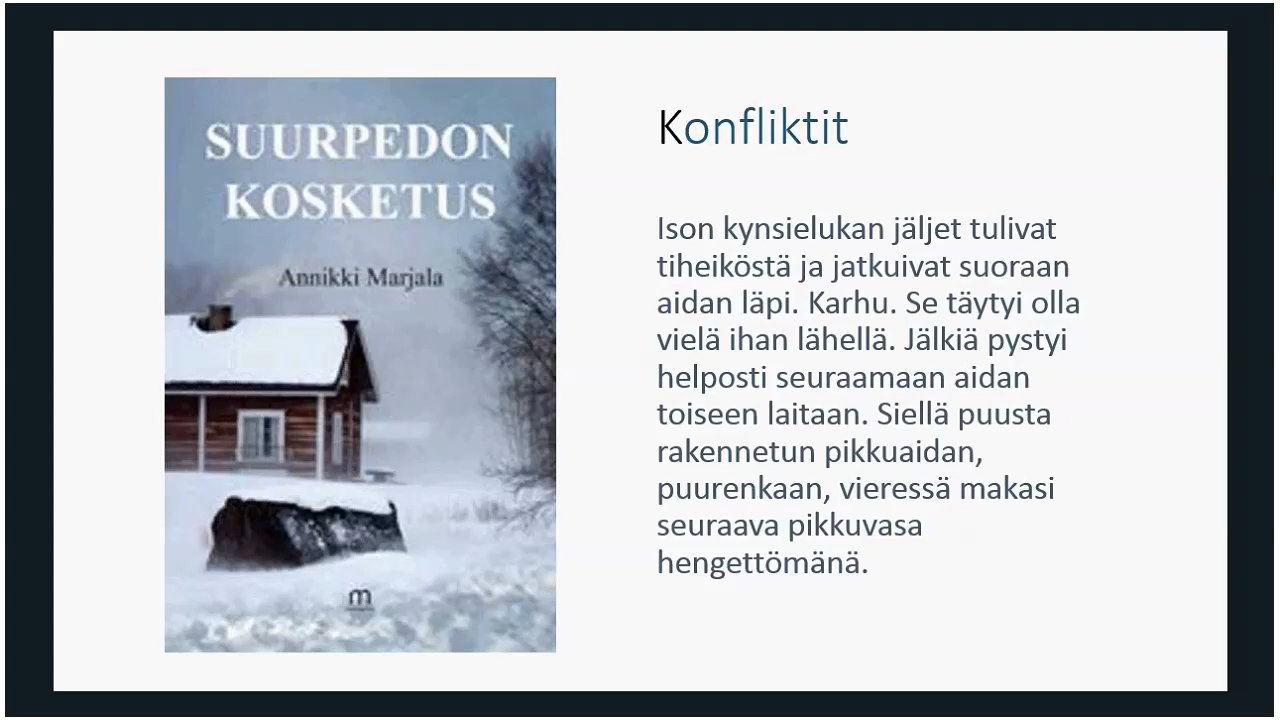 SUURPEDON
KOSKETUS
Annikki Marjala
m
Konfliktit
Ison kynsielukan jäljet tulivat
tiheiköstä ja jatkuivat suoraan
aidan läpi. Karhu. Se täytyi olla
vielä ihan lähellä. Jälkiä pystyi
helposti seuraamaan aidan
toiseen laitaan. Siellä puusta
rakennetun pikkuaidan,
puurenkaan, vieressä makasi
seuraava pikkuvasa
hengettömänä.